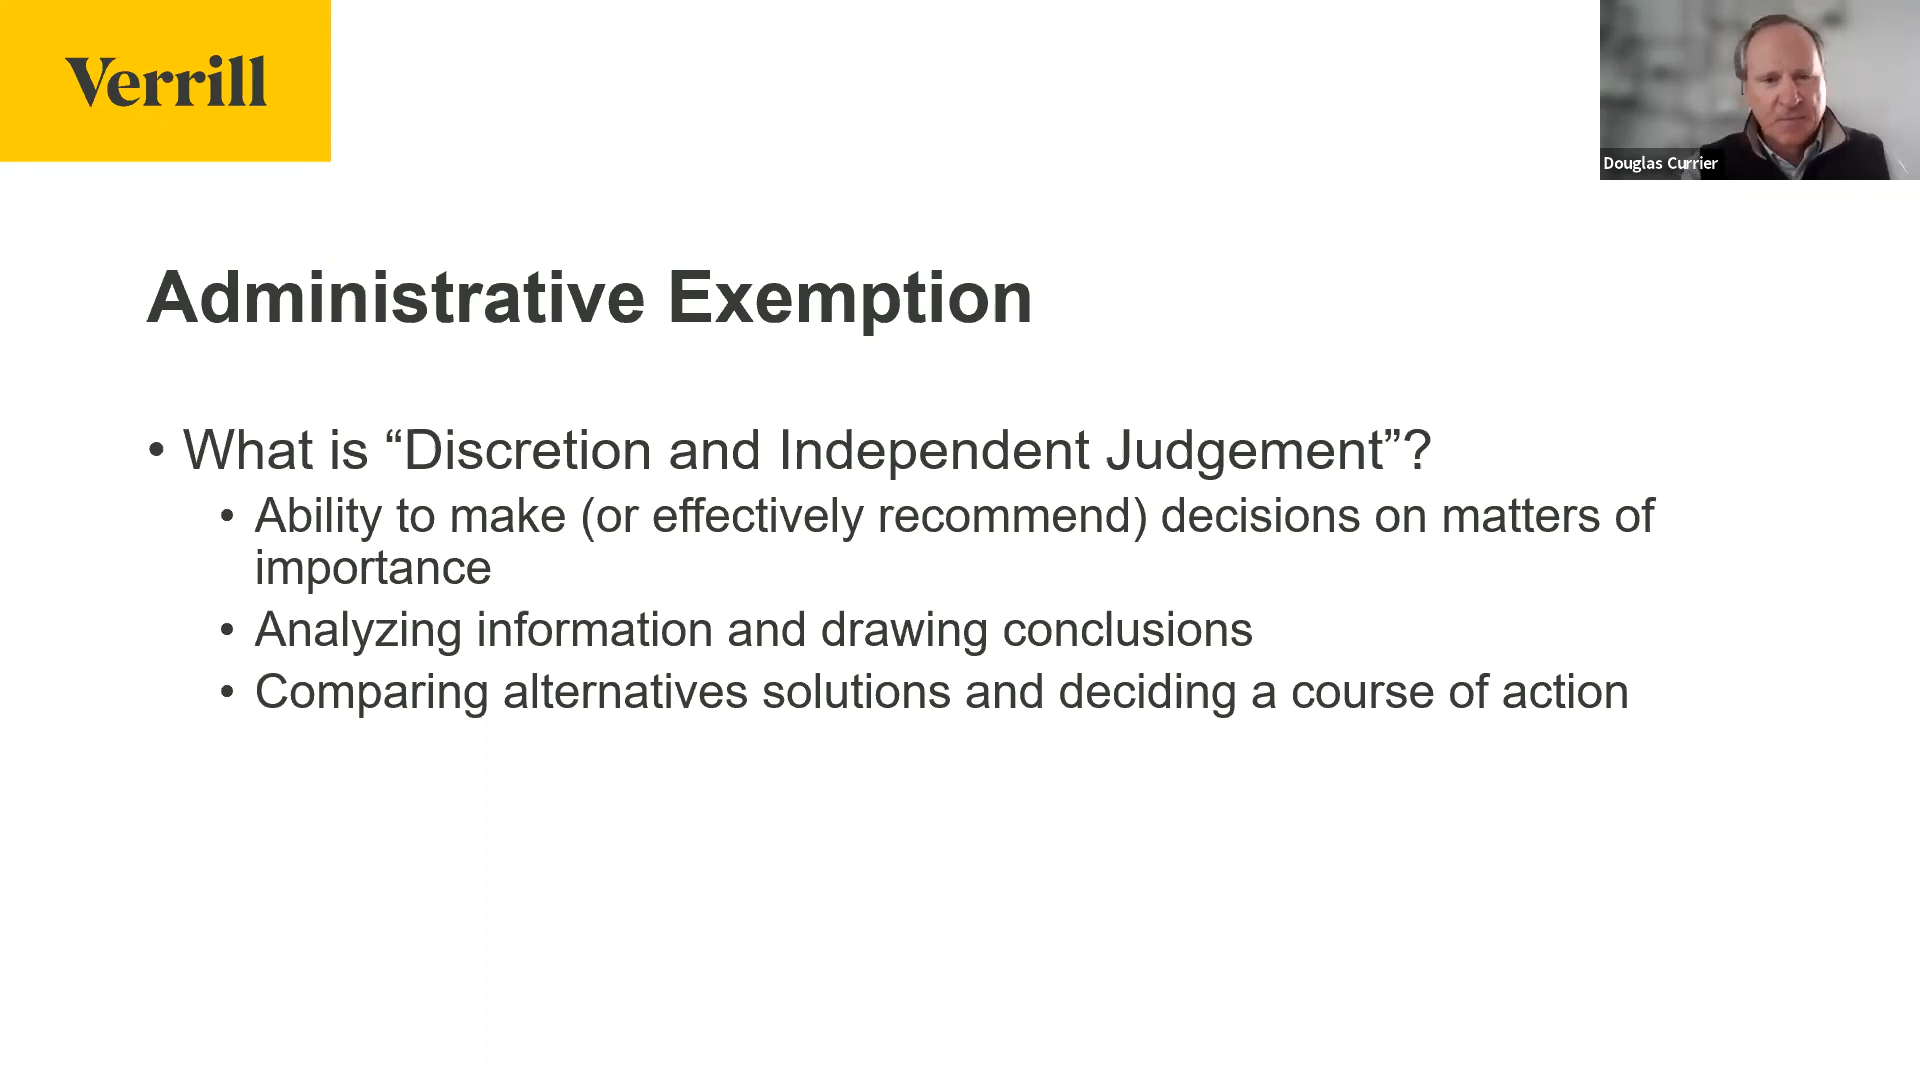 Verrill
Douglas Currier
Administrative Exemption
• What is “Discretion and Independent Judgement”?
• Ability to make (or effectively recommend) decisions on matters of
importance
• Analyzing information and drawing conclusions
• Comparing alternatives solutions and deciding a course of action